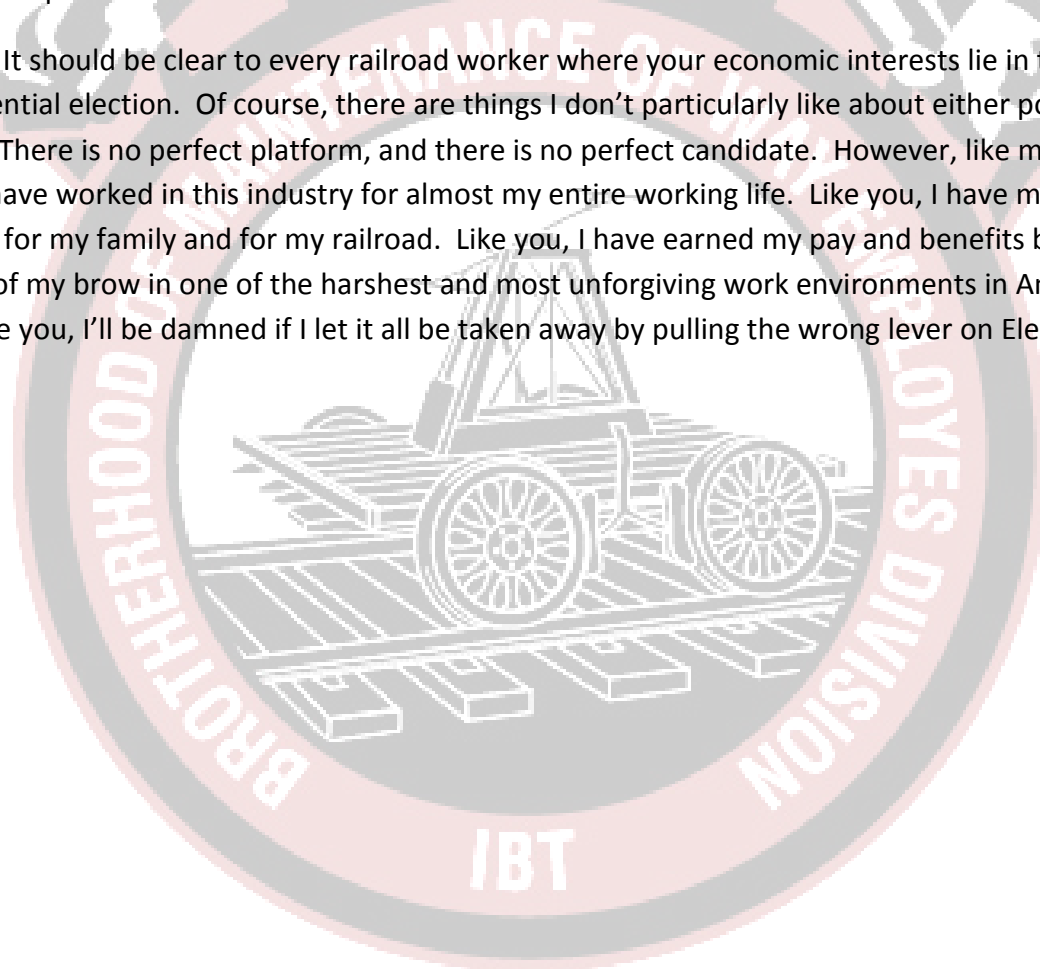 It should be clear to every railroad worker where your economic interests lie in
ential election.  Of course, there are things I don’t particularly like about either
There is no perfect platform, and there is no perfect candidate.  However, like
have worked in this industry for almost my entire working life.  Like you, I have
for my family and for my railroad.  Like you, I have earned my pay and benefits
of my brow in one of the harshest and most unforgiving work environments in
e you, I’ll be damned if I let it all be taken away by pulling the wrong lever on
BROTHERHOOD OF MAINTENANCE OF WAY EMPLOYES DIVISION
IBT